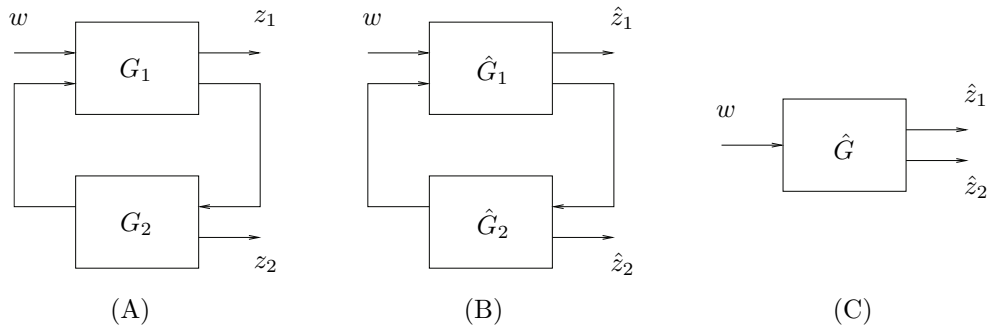 w z₁
G₁
G₂
z₂
(A)
w ẑ₁
Ĝ₁
Ĝ₂
ẑ₂
(B)
w ẑ₁
Ĝ
ẑ₂
(C)